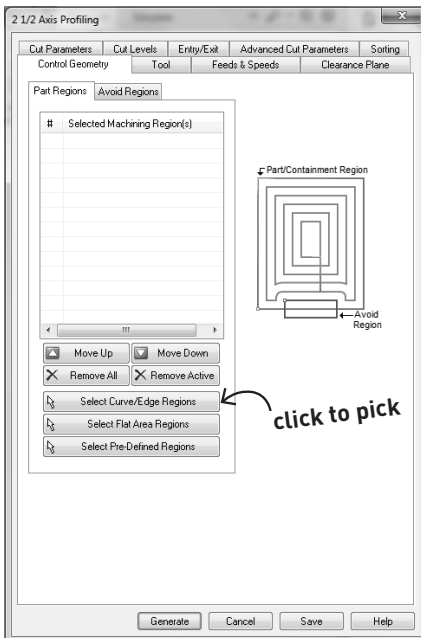 2 1/2 Axis Profiling
Cut Parameters Cut Levels Entry/Exit Advanced Cut Parameters Sorting
Control Geometry Tool Feeds & Speeds Clearance Plane
Part Regions Avoid Regions
# Selected Machining Region(s)
Part/Containment Region
Avoid
Region
Move Up Move Down
Remove All Remove Active
Select Curve/Edge Regions
click to pick
Select Flat Area Regions
Select Pre-Defined Regions
Generate Cancel Save Help